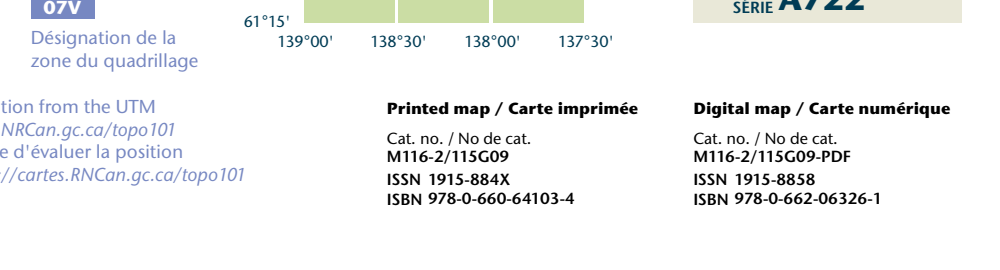 07V
Désignation de la
zone du quadrillage
61°15'
139°00' 138°30' 138°00' 137°30'
SÉRIE A722
tion from the UTM
NRCan.gc.ca/topo101
e d'évaluer la position
//cartes.RNCan.gc.ca/topo101
Printed map / Carte imprimée
Cat. no. / No de cat.
M116-2/115G09
ISSN 1915-884X
ISBN 978-0-660-64103-4
Digital map / Carte numérique
Cat. no. / No de cat.
M116-2/115G09-PDF
ISSN 1915-8858
ISBN 978-0-662-06326-1